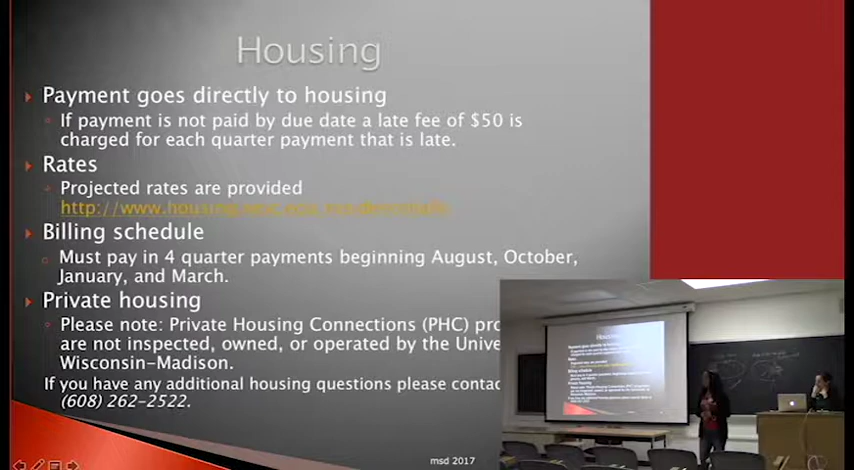 Housing
Payment goes directly to housing
If payment is not paid by due date a late fee of $50 is
charged for each quarter payment that is late.
Rates
Projected rates are provided
http://www.housing.
Billing schedule
Must pay in 4 quarter payments beginning August, October,
January, and March.
Private housing
Please note: Private Housing Connections (PHC) pro
are not inspected, owned, or operated by the Unive
Wisconsin-Madison.
If you have any additional housing questions please contac
(608) 262-2522.
msd 2017